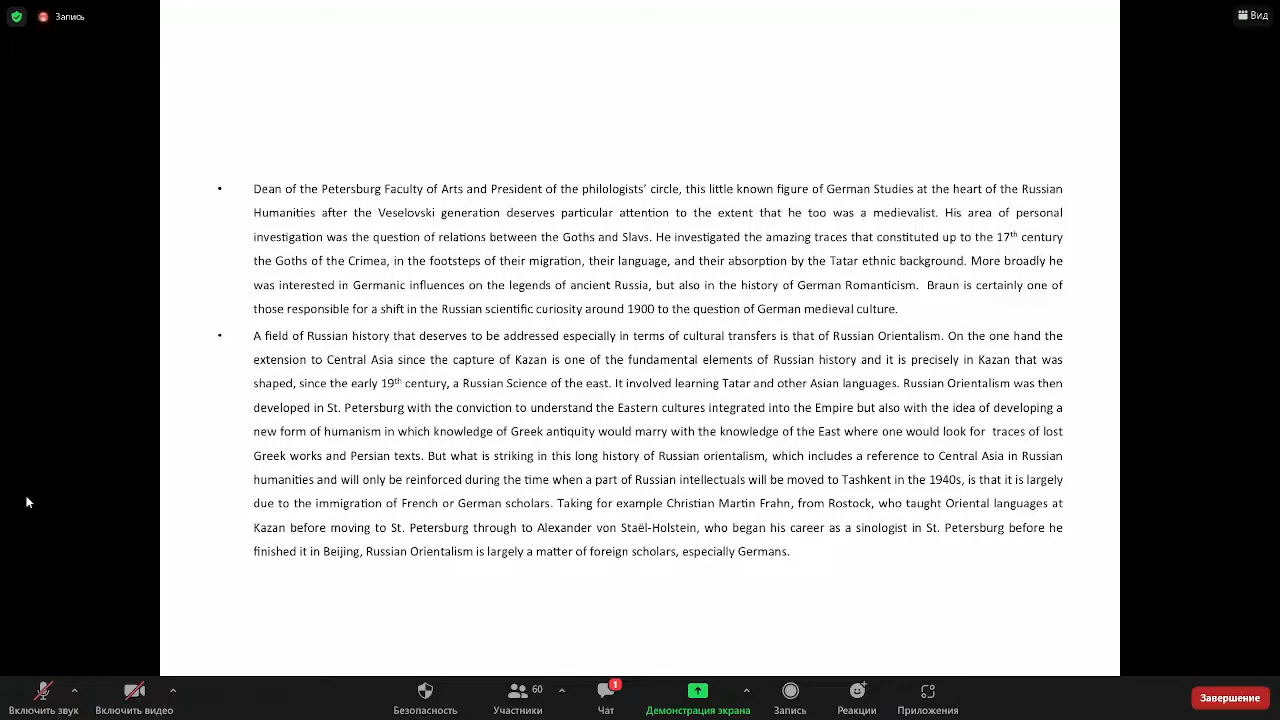 Запись
Вид
• Dean of the Petersburg Faculty of Arts and President of the philologists’ circle, this little known figure of German Studies at the heart of the Russian
Humanities after the Veselovski generation deserves particular attention to the extent that he too was a medievalist. His area of personal
investigation was the question of relations between the Goths and Slavs. He investigated the amazing traces that constituted up to the 17th century
the Goths of the Crimea, in the footsteps of their migration, their language, and their absorption by the Tatar ethnic background. More broadly he
was interested in Germanic influences on the legends of ancient Russia, but also in the history of German Romanticism. Braun is certainly one of
those responsible for a shift in the Russian scientific curiosity around 1900 to the question of German medieval culture.
• A field of Russian history that deserves to be addressed especially in terms of cultural transfers is that of Russian Orientalism. On the one hand the
extension to Central Asia since the capture of Kazan is one of the fundamental elements of Russian history and it is precisely in Kazan that was
shaped, since the early 19th century, a Russian Science of the east. It involved learning Tatar and other Asian languages. Russian Orientalism was then
developed in St. Petersburg with the conviction to understand the Eastern cultures integrated into the Empire but also with the idea of developing a
new form of humanism in which knowledge of Greek antiquity would marry with the knowledge of the East where one would look for traces of lost
Greek works and Persian texts. But what is striking in this long history of Russian orientalism, which includes a reference to Central Asia in Russian
humanities and will only be reinforced during the time when a part of Russian intellectuals will be moved to Tashkent in the 1940s, is that it is largely
due to the immigration of French or German scholars. Taking for example Christian Martin Frahn, from Rostock, who taught Oriental languages at
Kazan before moving to St. Petersburg through to Alexander von Staël-Holstein, who began his career as a sinologist in St. Petersburg before he
finished it in Beijing, Russian Orientalism is largely a matter of foreign scholars, especially Germans.
60
1
Включить звук
Включить видео
Безопасность
Участники
Чат
Демонстрация экрана
Запись
Реакции
Приложения
Завершение